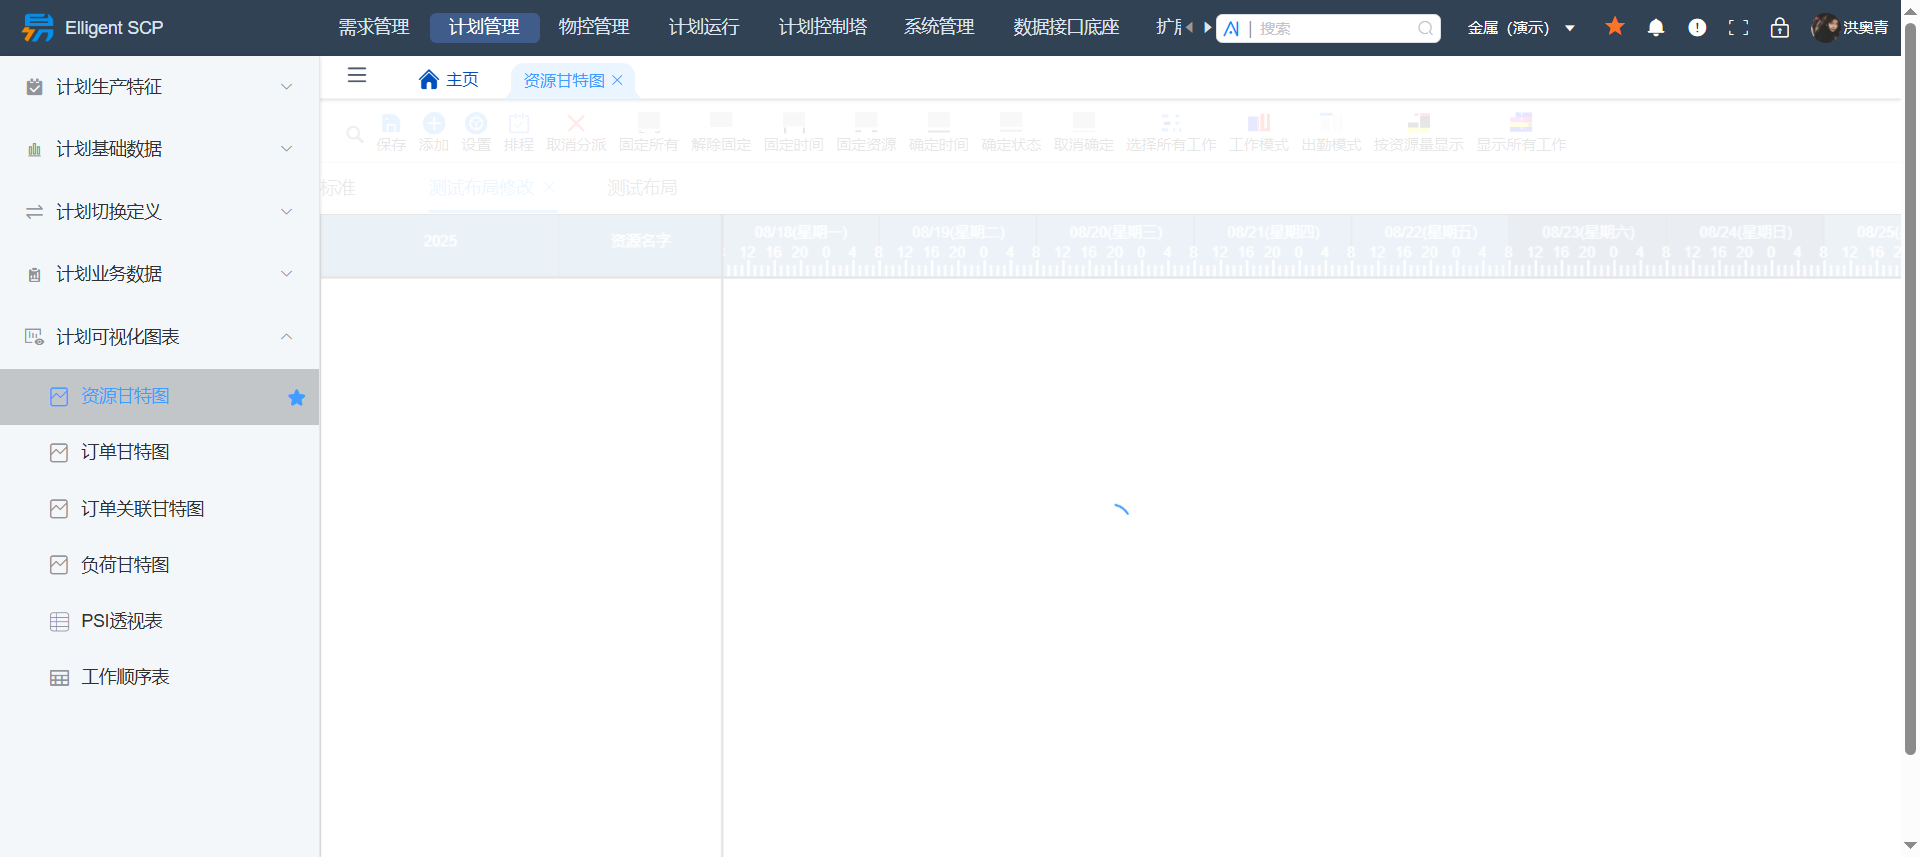 Elligent SCP
需求管理
计划管理
物控管理
计划运行
计划控制塔
系统管理
数据接口底座
搜索
金属（演示）
洪奥青
计划生产特征
计划基础数据
计划切换定义
计划业务数据
计划可视化图表
资源甘特图
订单甘特图
订单关联甘特图
负荷甘特图
PSI透视表
工作顺序表
主页
资源甘特图
保存
添加
设置
排程
取消分派
固定所有
解除固定
固定时间
固定资源
确定时间
确定状态
取消确定
选择所有工作
工作模式
出勤模式
按资源量显示
显示所有工作
标准
测试布局修改
测试布局
2025
资源名字
08/18(星期一)
08/19(星期二)
08/20(星期三)
08/21(星期四)
08/22(星期五)
08/23(星期六)
08/24(星期日)
08/25(
12 16 20 0 4 8 12 16 20 0 4 8 12 16 20 0 4 8 12 16 20 0 4 8 12 16 20 0 4 8 12 16 20 0 4 8 12 16 20 0 4 8 12 16